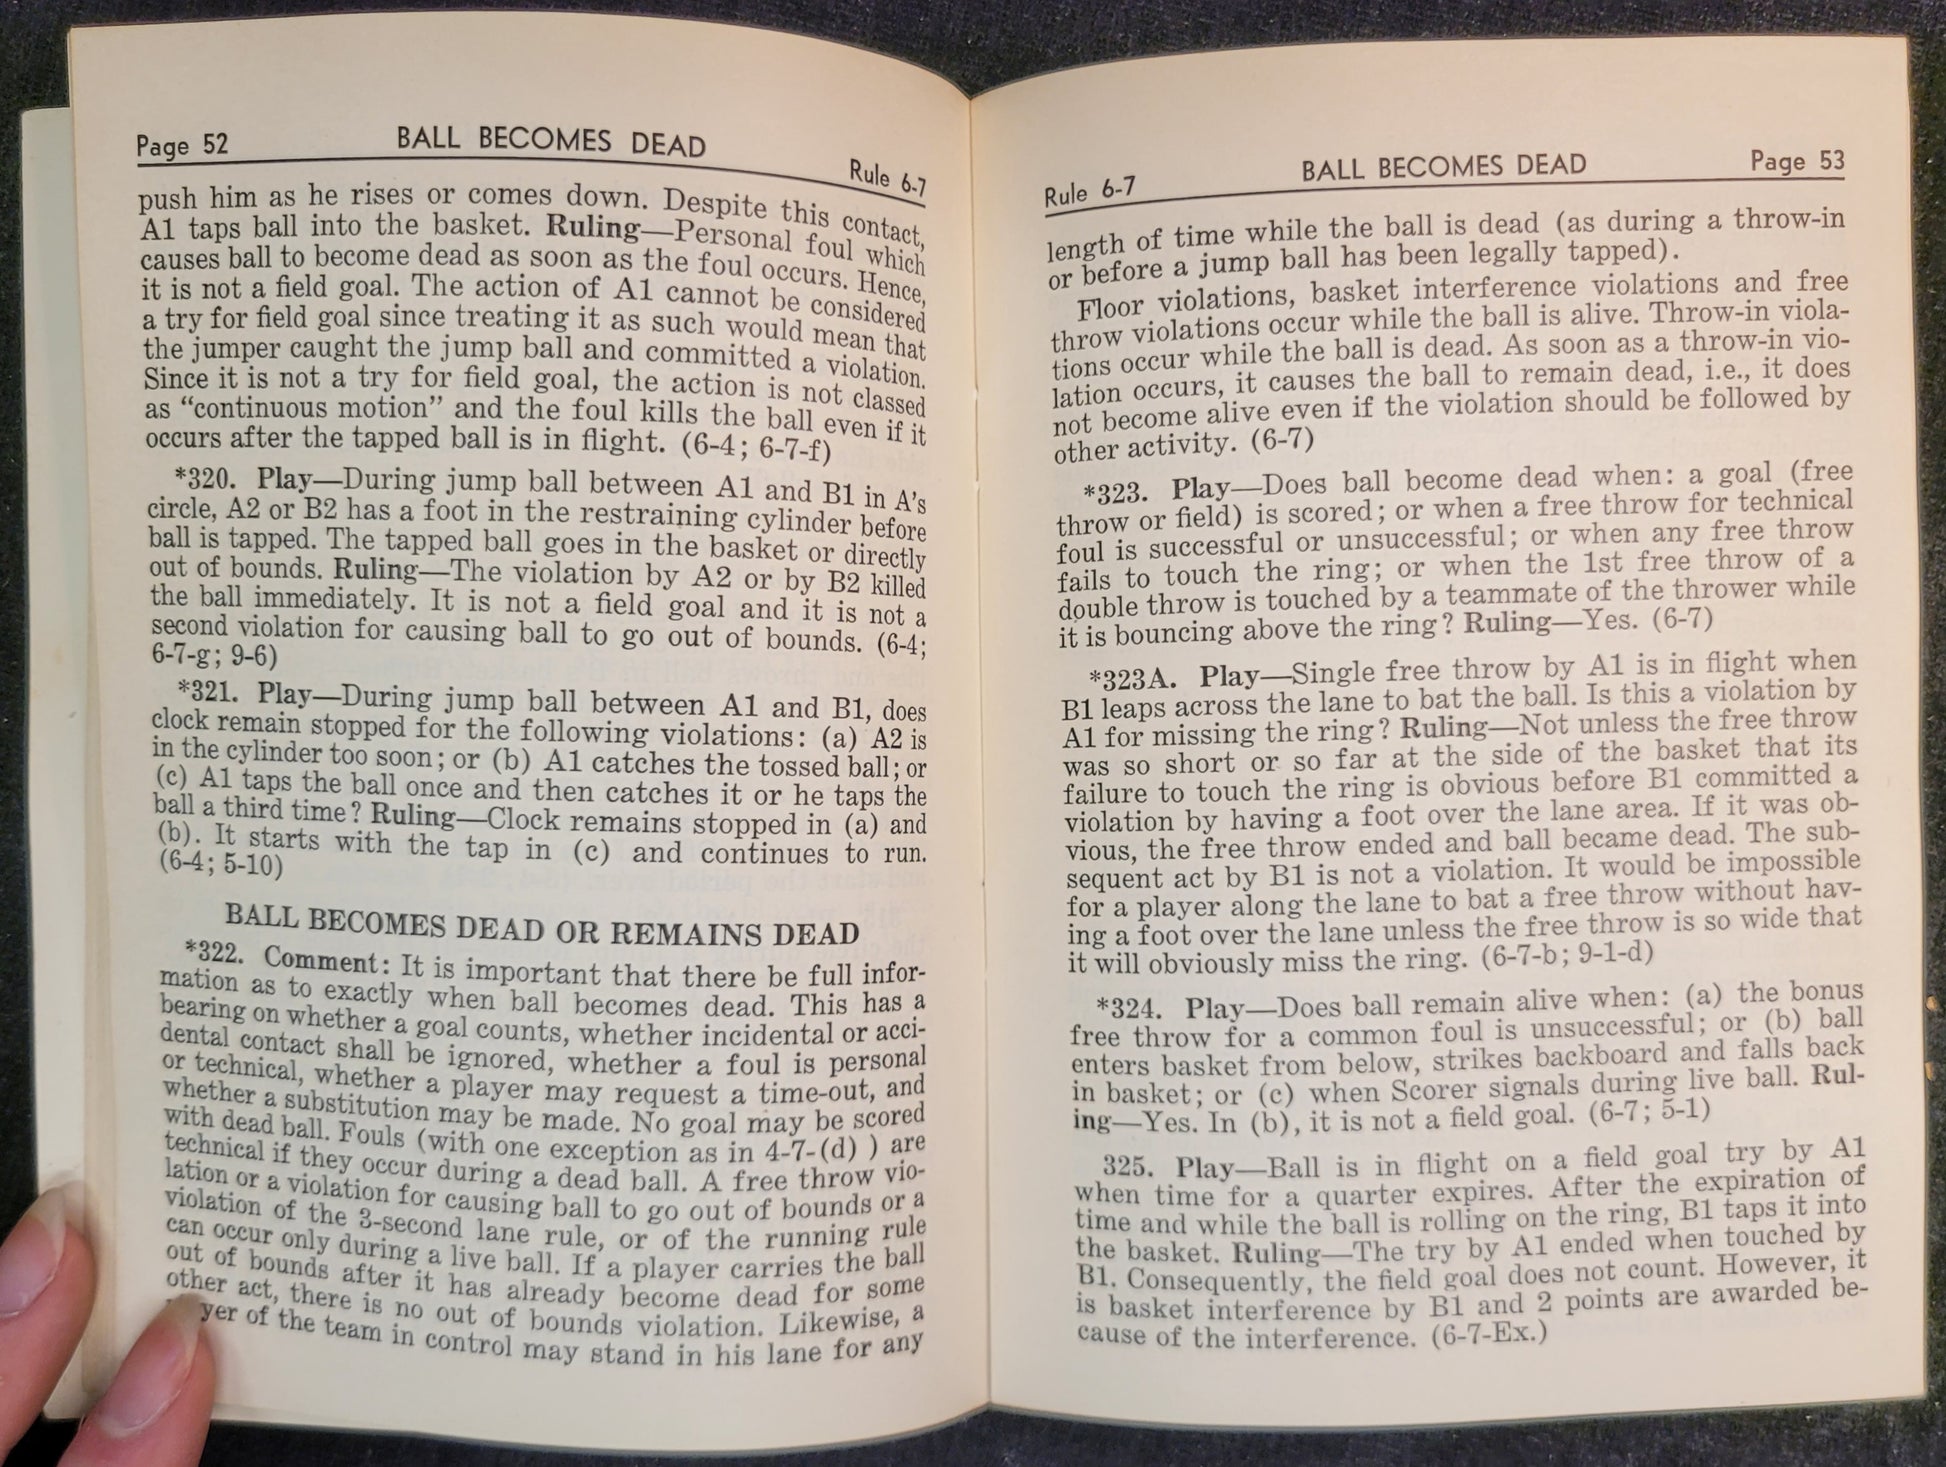 Page 52 BALL BECOMES DEAD Rule 6-7
push him as he rises or comes down. Despite this contact,
A1 taps ball into the basket. Ruling—Personal foul which
causes ball to become dead as soon as the foul occurs. Hence,
it is not a field goal. The action of A1 cannot be considered
a try for field goal since treating it as such would mean that
the jumper caught the jump ball and committed a violation.
Since it is not a try for field goal, the action is not classed
as “continuous motion” and the foul kills the ball even if it
occurs after the tapped ball is in flight. (6-4; 6-7-f)
*320. Play—During jump ball between A1 and B1 in A's
circle, A2 or B2 has a foot in the restraining cylinder before
ball is tapped. The tapped ball goes in the basket or directly
out of bounds. Ruling—The violation by A2 or by B2 killed
the ball immediately. It is not a field goal and it is not a
second violation for causing ball to go out of bounds. (6-4;
6-7-g; 9-6)
*321. Play—During jump ball between A1 and B1, does
clock remain stopped for the following violations: (a) A2 is
in the cylinder too soon; or (b) A1 catches the tossed ball; or
(c) A1 taps the ball once and then catches it or he taps the
ball a third time? Ruling—Clock remains stopped in (a) and
(b). It starts with the tap in (c) and continues to run.
(6-4; 5-10)
BALL BECOMES DEAD OR REMAINS DEAD
*322. Comment: It is important that there be full infor-
mation as to exactly when ball becomes dead. This has a
bearing on whether a goal counts, whether incidental or acci-
dental contact shall be ignored, whether a foul is personal
or technical, whether a player may request a time-out, and
whether a substitution may be made. No goal may be scored
with dead ball. Fouls (with one exception as in 4-7-(d) ) are
technical if they occur during a dead ball. A free throw vio-
lation or a violation for causing ball to go out of bounds or a
violation of the 3-second lane rule, or of the running rule
can occur only during a live ball. If a player carries the ball
out of bounds after it has already become dead for some
other act, there is no out of bounds violation. Likewise, a
yer of the team in control may stand in his lane for any
Rule 6-7 BALL BECOMES DEAD Page 53
length of time while the ball is dead (as during a throw-in
or before a jump ball has been legally tapped).
Floor violations, basket interference violations and free
throw violations occur while the ball is alive. Throw-in viola-
tions occur while the ball is dead. As soon as a throw-in vio-
lation occurs, it causes the ball to remain dead, i.e., it does
not become alive even if the violation should be followed by
other activity. (6-7)
*323. Play—Does ball become dead when: a goal (free
throw or field) is scored; or when a free throw for technical
foul is successful or unsuccessful; or when any free throw
fails to touch the ring; or when the 1st free throw of a
double throw is touched by a teammate of the thrower while
it is bouncing above the ring? Ruling—Yes. (6-7)
*323A. Play—Single free throw by A1 is in flight when
B1 leaps across the lane to bat the ball. Is this a violation by
A1 for missing the ring? Ruling—Not unless the free throw
was so short or so far at the side of the basket that its
failure to touch the ring is obvious before B1 committed a
violation by having a foot over the lane area. If it was ob-
vious, the free throw ended and ball became dead. The sub-
sequent act by B1 is not a violation. It would be impossible
for a player along the lane to bat a free throw without hav-
ing a foot over the lane unless the free throw is so wide that
it will obviously miss the ring. (6-7-b; 9-1-d)
*324. Play—Does ball remain alive when: (a) the bonus
free throw for a common foul is unsuccessful; or (b) ball
enters basket from below, strikes backboard and falls back
in basket; or (c) when Scorer signals during live ball. Rul-
ing—Yes. In (b), it is not a field goal. (6-7; 5-1)
325. Play—Ball is in flight on a field goal try by A1
when time for a quarter expires. After the expiration of
time and while the ball is rolling on the ring, B1 taps it into
the basket. Ruling—The try by A1 ended when touched by
B1. Consequently, the field goal does not count. However, it
is basket interference by B1 and 2 points are awarded be-
cause of the interference. (6-7-Ex.)